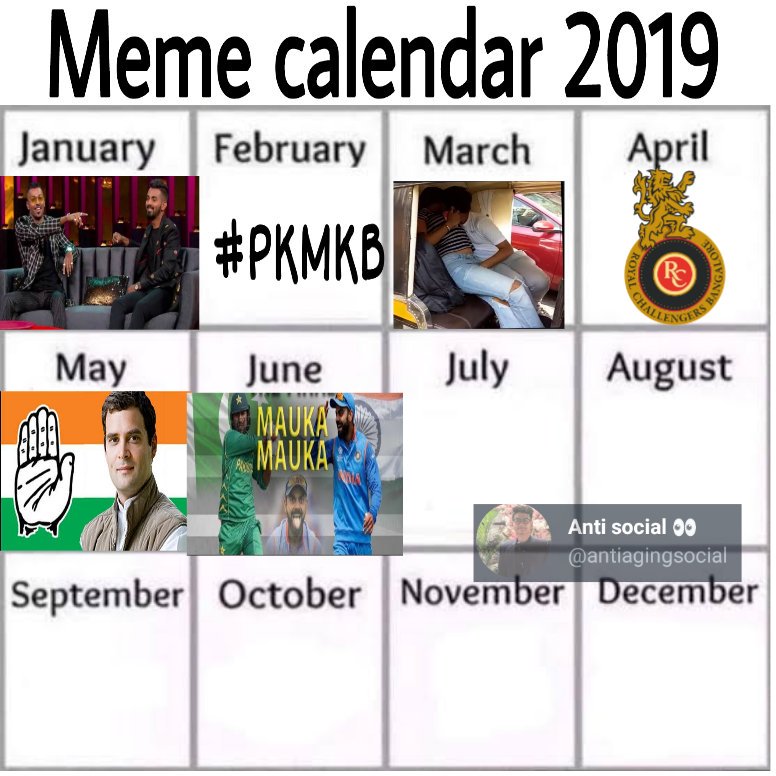 Meme calendar 2019
January February March April
#PKMKB
RC
ROYAL CHALLENGERS BANGALORE
May June July August
MAUKA
MAUKA
Anti social 👀
@antiagingsocial
September October November December